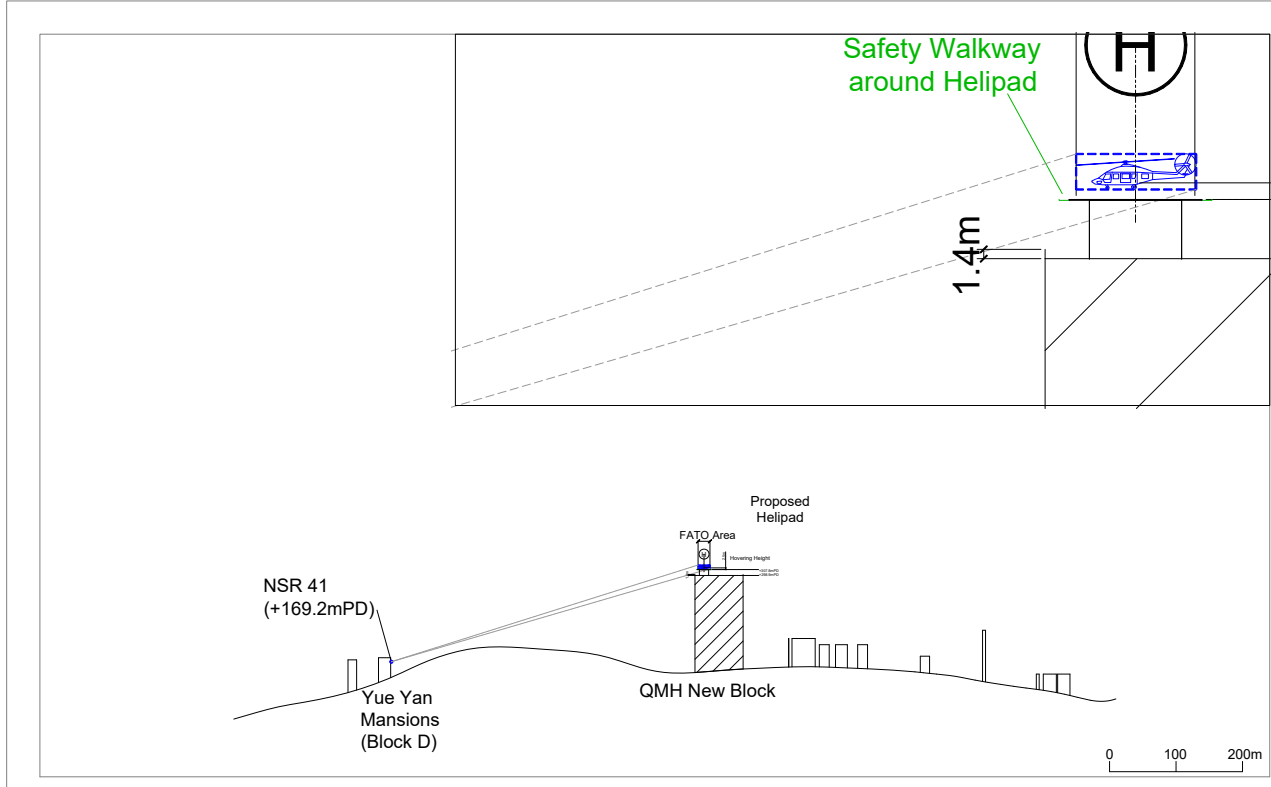 Safety Walkway
around Helipad
H
1.4m
Proposed
Helipad
FATO Area
H
Hovering Height
NSR 41
(+169.2mPD)
Yue Yan
Mansions
(Block D)
QMH New Block
0 100 200m